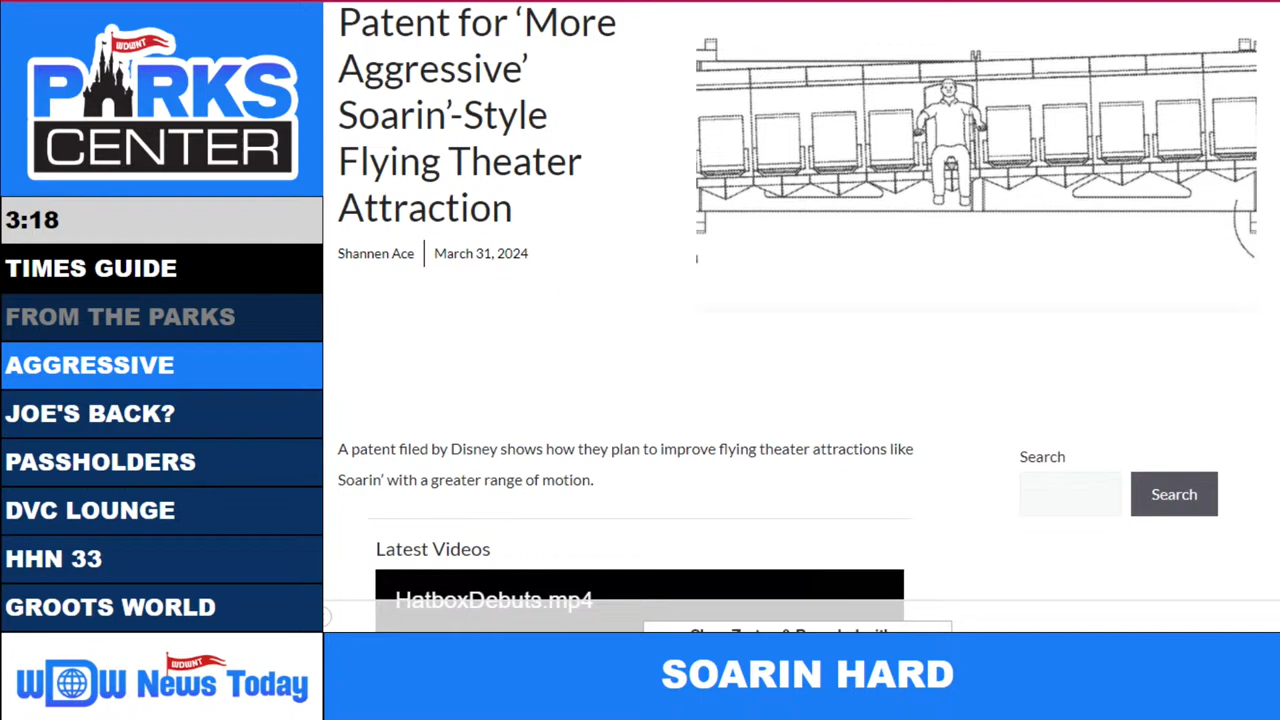 WDWNT
PARKS
CENTER
3:18
TIMES GUIDE
FROM THE PARKS
AGGRESSIVE
JOE'S BACK?
PASSHOLDERS
DVC LOUNGE
HHN 33
GROOTS WORLD
WDWNT
WDW News Today
Patent for ‘More
Aggressive’
Soarin’-Style
Flying Theater
Attraction
Shannen Ace
March 31, 2024
A patent filed by Disney shows how they plan to improve flying theater attractions like
Soarin’ with a greater range of motion.
Search
Search
Latest Videos
HatboxDebuts.mp4
SOARIN HARD